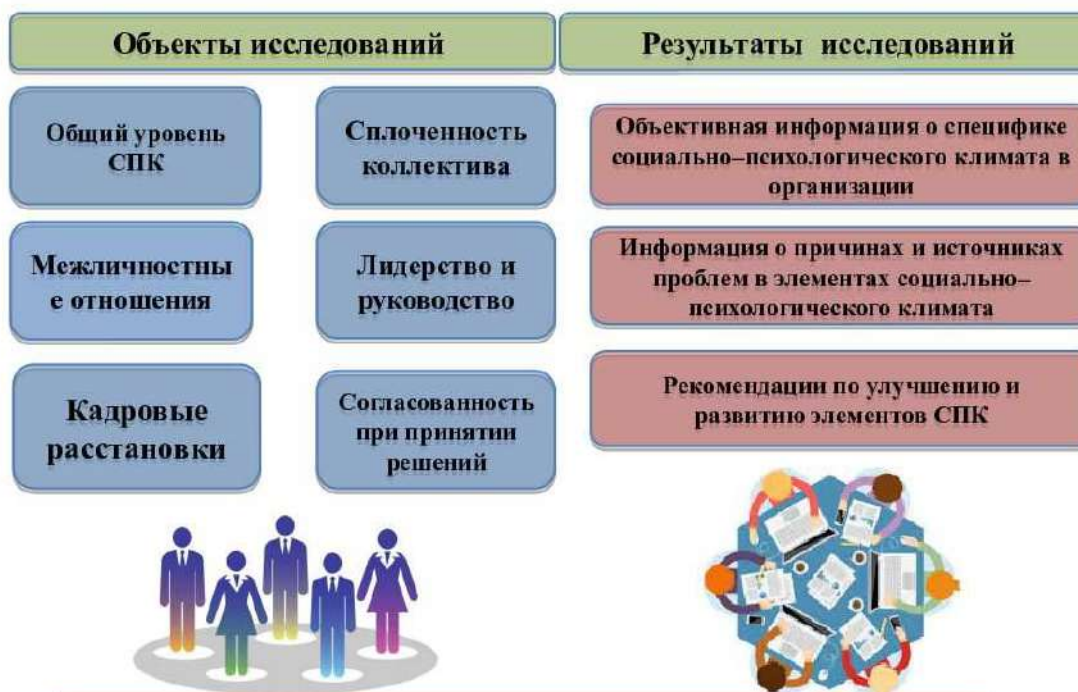 Объекты исследований
Результаты исследований
Общий уровень
СПК
Сплоченность
коллектива
Межличностны
е отношения
Лидерство и
руководство
Кадровые
расстановки
Согласованность
при принятии
решений
Объективная информация о специфике
социально–психологического климата в
организации
Информация о причинах и источниках
проблем в элементах социально–
психологического климата
Рекомендации по улучшению и
развитию элементов СПК